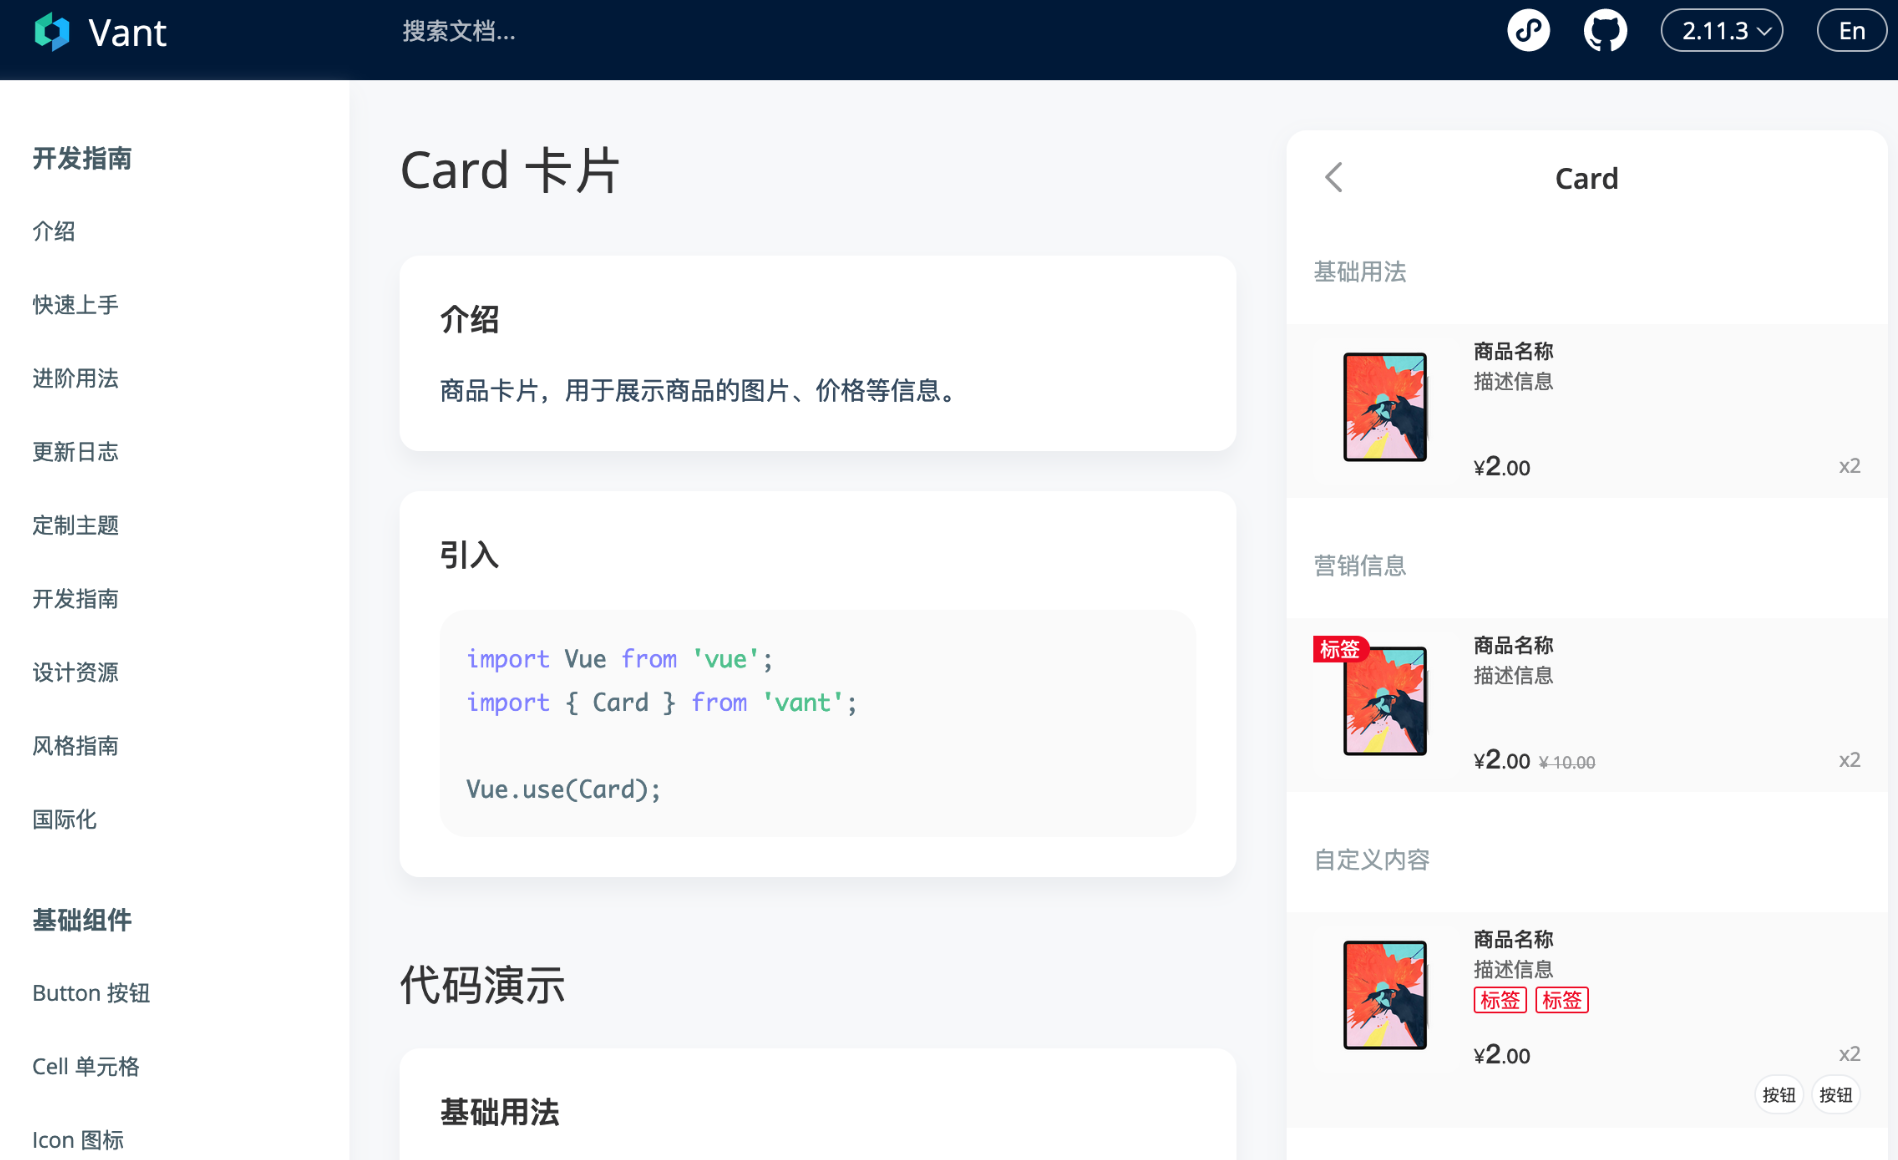 Vant
搜索文档...
2.11.3
En
开发指南
介绍
快速上手
进阶用法
更新日志
定制主题
开发指南
设计资源
风格指南
国际化
基础组件
Button 按钮
Cell 单元格
Icon 图标
Card 卡片
介绍
商品卡片，用于展示商品的图片、价格等信息。
引入
import Vue from 'vue';
import { Card } from 'vant';
Vue.use(Card);
代码演示
基础用法
Card
基础用法
商品名称
描述信息
¥2.00
x2
营销信息
标签
商品名称
描述信息
¥2.00 ¥ 10.00
x2
自定义内容
商品名称
描述信息
标签 标签
¥2.00
x2
按钮 按钮